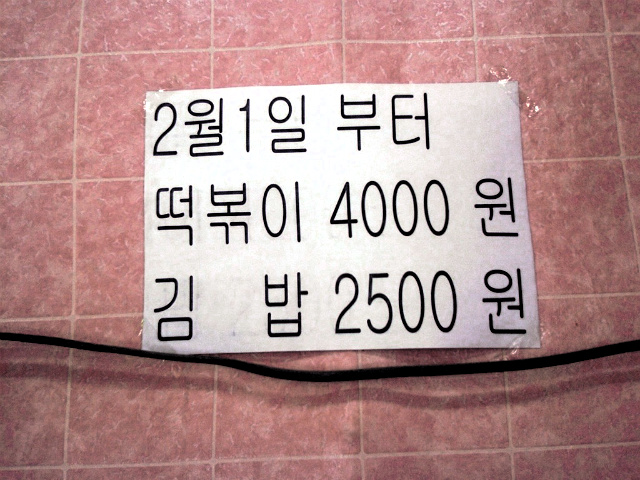 2월1일 부터
떡볶이 4000 원
김 밥 2500 원